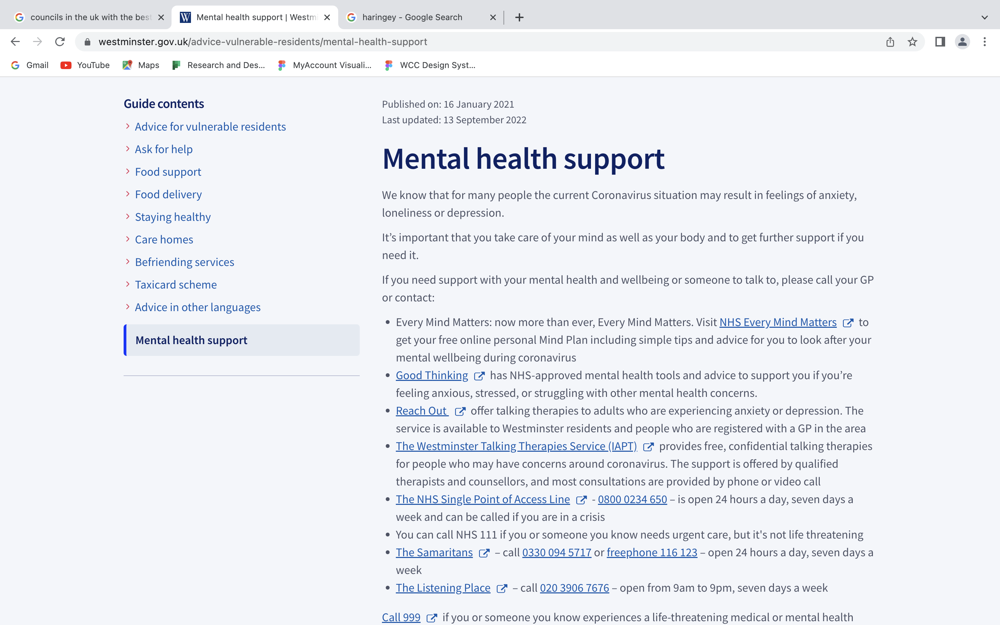 councils in the uk with the best
Mental health support | Westmi
haringey - Google Search
westminster.gov.uk/advice-vulnerable-residents/mental-health-support
Gmail
YouTube
Maps
Research and Des...
MyAccount Visuali...
WCC Design Syst...
Guide contents
Advice for vulnerable residents
Ask for help
Food support
Food delivery
Staying healthy
Care homes
Befriending services
Taxicard scheme
Advice in other languages
Mental health support
Published on: 16 January 2021
Last updated: 13 September 2022
Mental health support
We know that for many people the current Coronavirus situation may result in feelings of anxiety,
loneliness or depression.
It’s important that you take care of your mind as well as your body and to get further support if you
need it.
If you need support with your mental health and wellbeing or someone to talk to, please call your GP
or contact:
Every Mind Matters: now more than ever, Every Mind Matters. Visit NHS Every Mind Matters to
get your free online personal Mind Plan including simple tips and advice for you to look after your
mental wellbeing during coronavirus
Good Thinking has NHS-approved mental health tools and advice to support you if you’re
feeling anxious, stressed, or struggling with other mental health concerns.
Reach Out offer talking therapies to adults who are experiencing anxiety or depression. The
service is available to Westminster residents and people who are registered with a GP in the area
The Westminster Talking Therapies Service (IAPT) provides free, confidential talking therapies
for people who may have concerns around coronavirus. The support is offered by qualified
therapists and counsellors, and most consultations are provided by phone or video call
The NHS Single Point of Access Line - 0800 0234 650 – is open 24 hours a day, seven days a
week and can be called if you are in a crisis
You can call NHS 111 if you or someone you know needs urgent care, but it's not life threatening
The Samaritans – call 0330 094 5717 or freephone 116 123 – open 24 hours a day, seven days a
week
The Listening Place – call 020 3906 7676 – open from 9am to 9pm, seven days a week
Call 999 if you or someone you know experiences a life-threatening medical or mental health